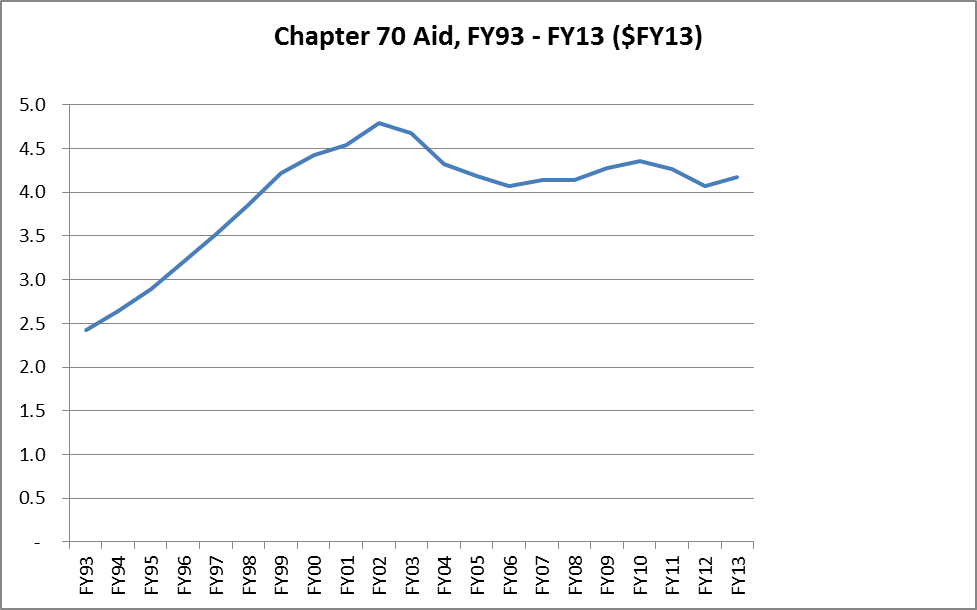 Chapter 70 Aid, FY93 - FY13 ($FY13)
5.0
4.5
4.0
3.5
3.0
2.5
2.0
1.5
1.0
0.5
-
FY93
FY94
FY95
FY96
FY97
FY98
FY99
FY00
FY01
FY02
FY03
FY04
FY05
FY06
FY07
FY08
FY09
FY10
FY11
FY12
FY13